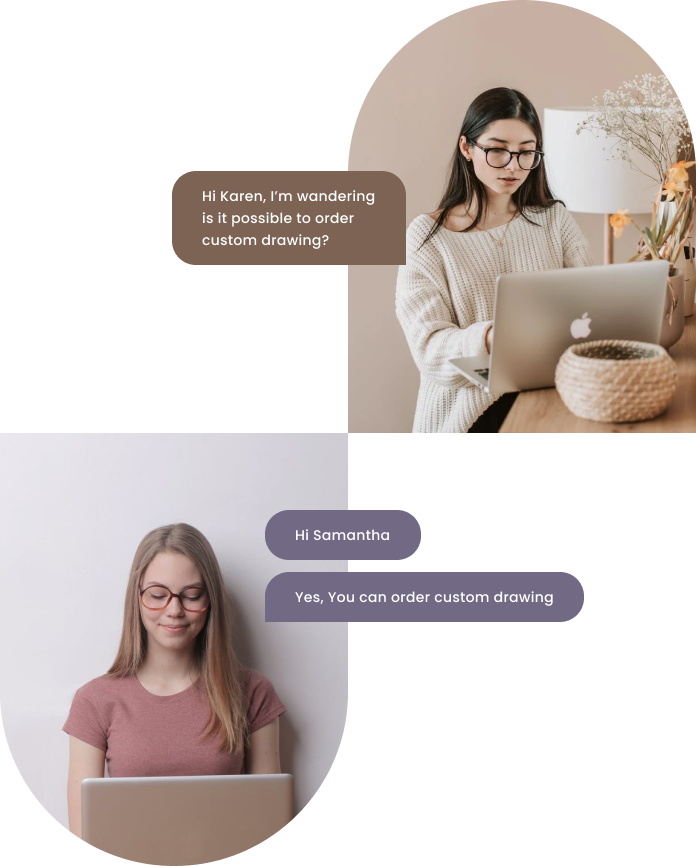 Hi Karen, I’m wandering
is it possible to order
custom drawing?
Hi Samantha
Yes, You can order custom drawing